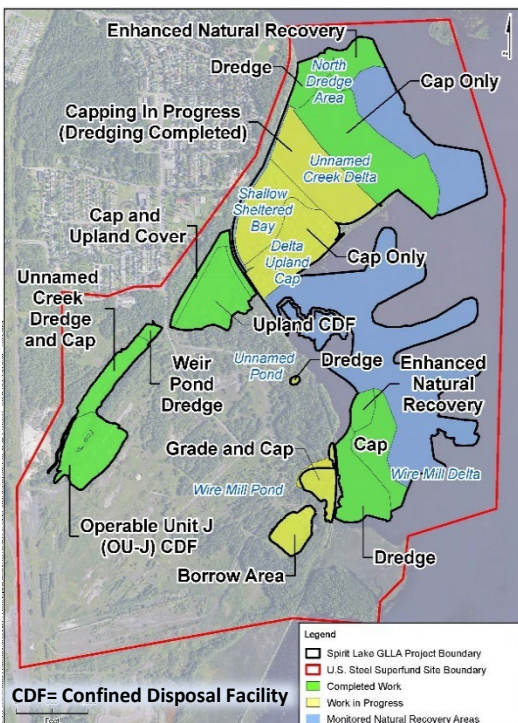 Enhanced Natural Recovery
Dredge
North
Dredge
Area
Cap Only
Capping In Progress
(Dredging Completed)
Unnamed
Creek Delta
Shallow
Sheltered
Bay
Cap and
Upland Cover
Delta
Upland
Cap
Cap Only
Unnamed
Creek
Dredge
and Cap
Upland CDF
Unnamed
Pond
Dredge
Weir
Pond
Dredge
Enhanced
Natural
Recovery
Cap
Grade and Cap
Wire Mill Pond
Wire Mill Delta
Operable Unit J
(OU-J) CDF
Borrow Area
Dredge
Legend
Spirit Lake GLLA Project Boundary
U.S. Steel Superfund Site Boundary
Completed Work
Work in Progress
Monitored Natural Recovery Areas
CDF= Confined Disposal Facility
Feet